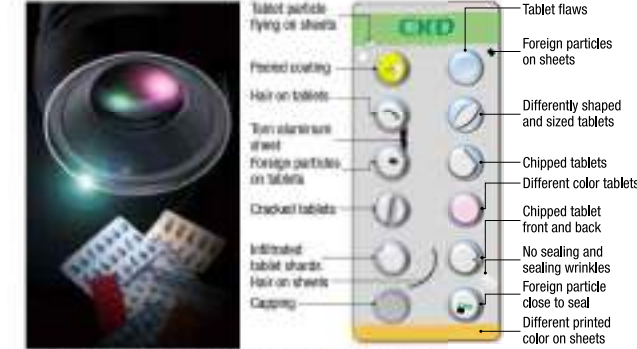 Tablet particle
flying on sheets
Peeled coating
Hair on tablets
Torn aluminum
sheet
Foreign particles
on tablets
Cracked tablets
Infiltrated
tablet shards
Hair on sheets
Capping
CKD
Tablet flaws
Foreign particles
on sheets
Differently shaped
and sized tablets
Chipped tablets
Different color tablets
Chipped tablet
front and back
No sealing and
sealing wrinkles
Foreign particle
close to seal
Different printed
color on sheets